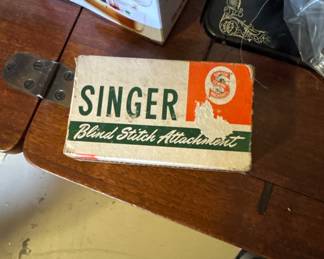 S
SINGER
Blind Stitch Attachment